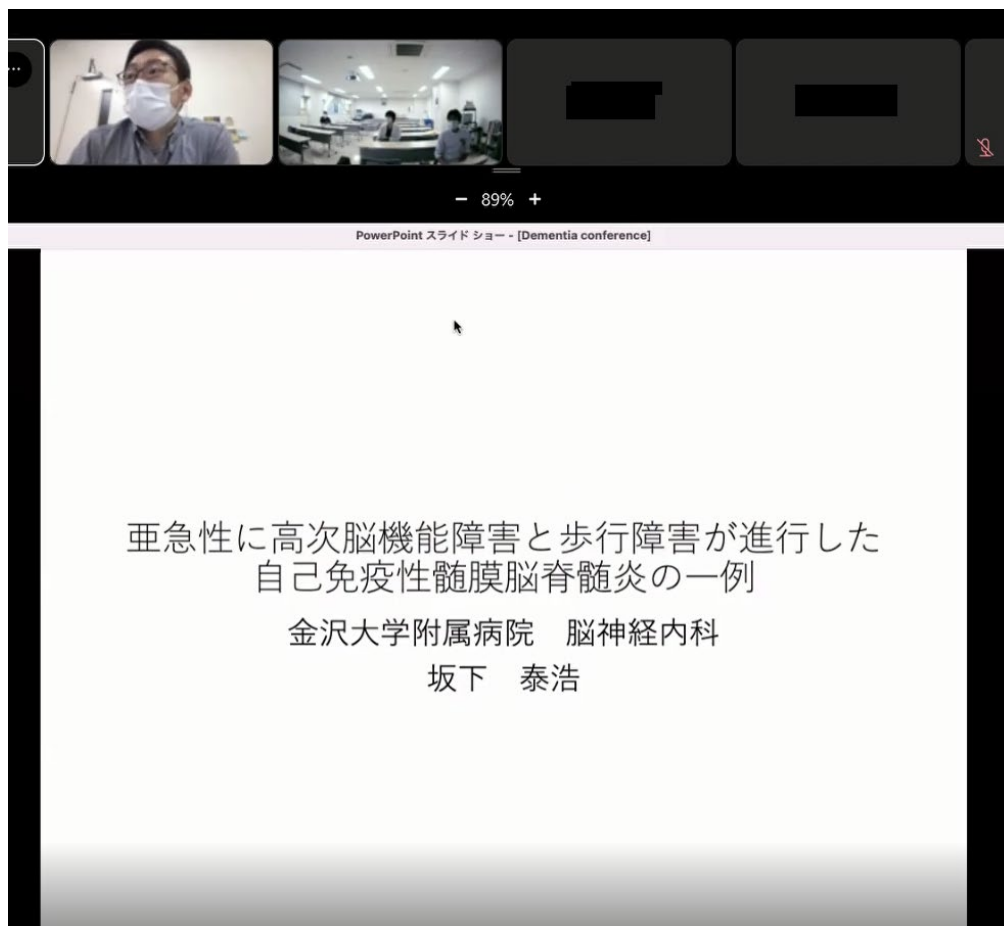 − 89% +
PowerPoint スライド ショー - [Dementia conference]
亜急性に高次脳機能障害と歩行障害が進行した
自己免疫性髄膜脳脊髄炎の一例
金沢大学附属病院　脳神経内科
坂下　泰浩